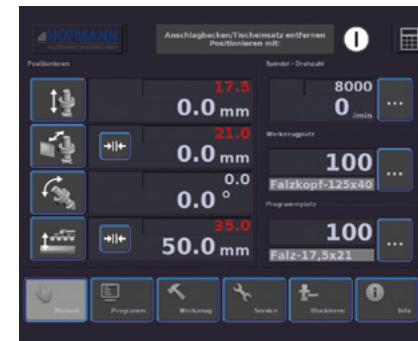 HOFMANN
Anschlagbacken/Tischeinsatz entfernen
Positionieren mit:
Positionieren
Spindel - Drehzahl
17.5
0.0 mm
8000
0 /min
...
21.0
0.0 mm
Werkzeugplatz
100
...
Falzkopf-125x40
0.0
0.0 °
Programmplatz
35.0
50.0 mm
100
...
Falz-17,5x21
Manuell
Programm
Werkzeug
Service
Blockieren
Info